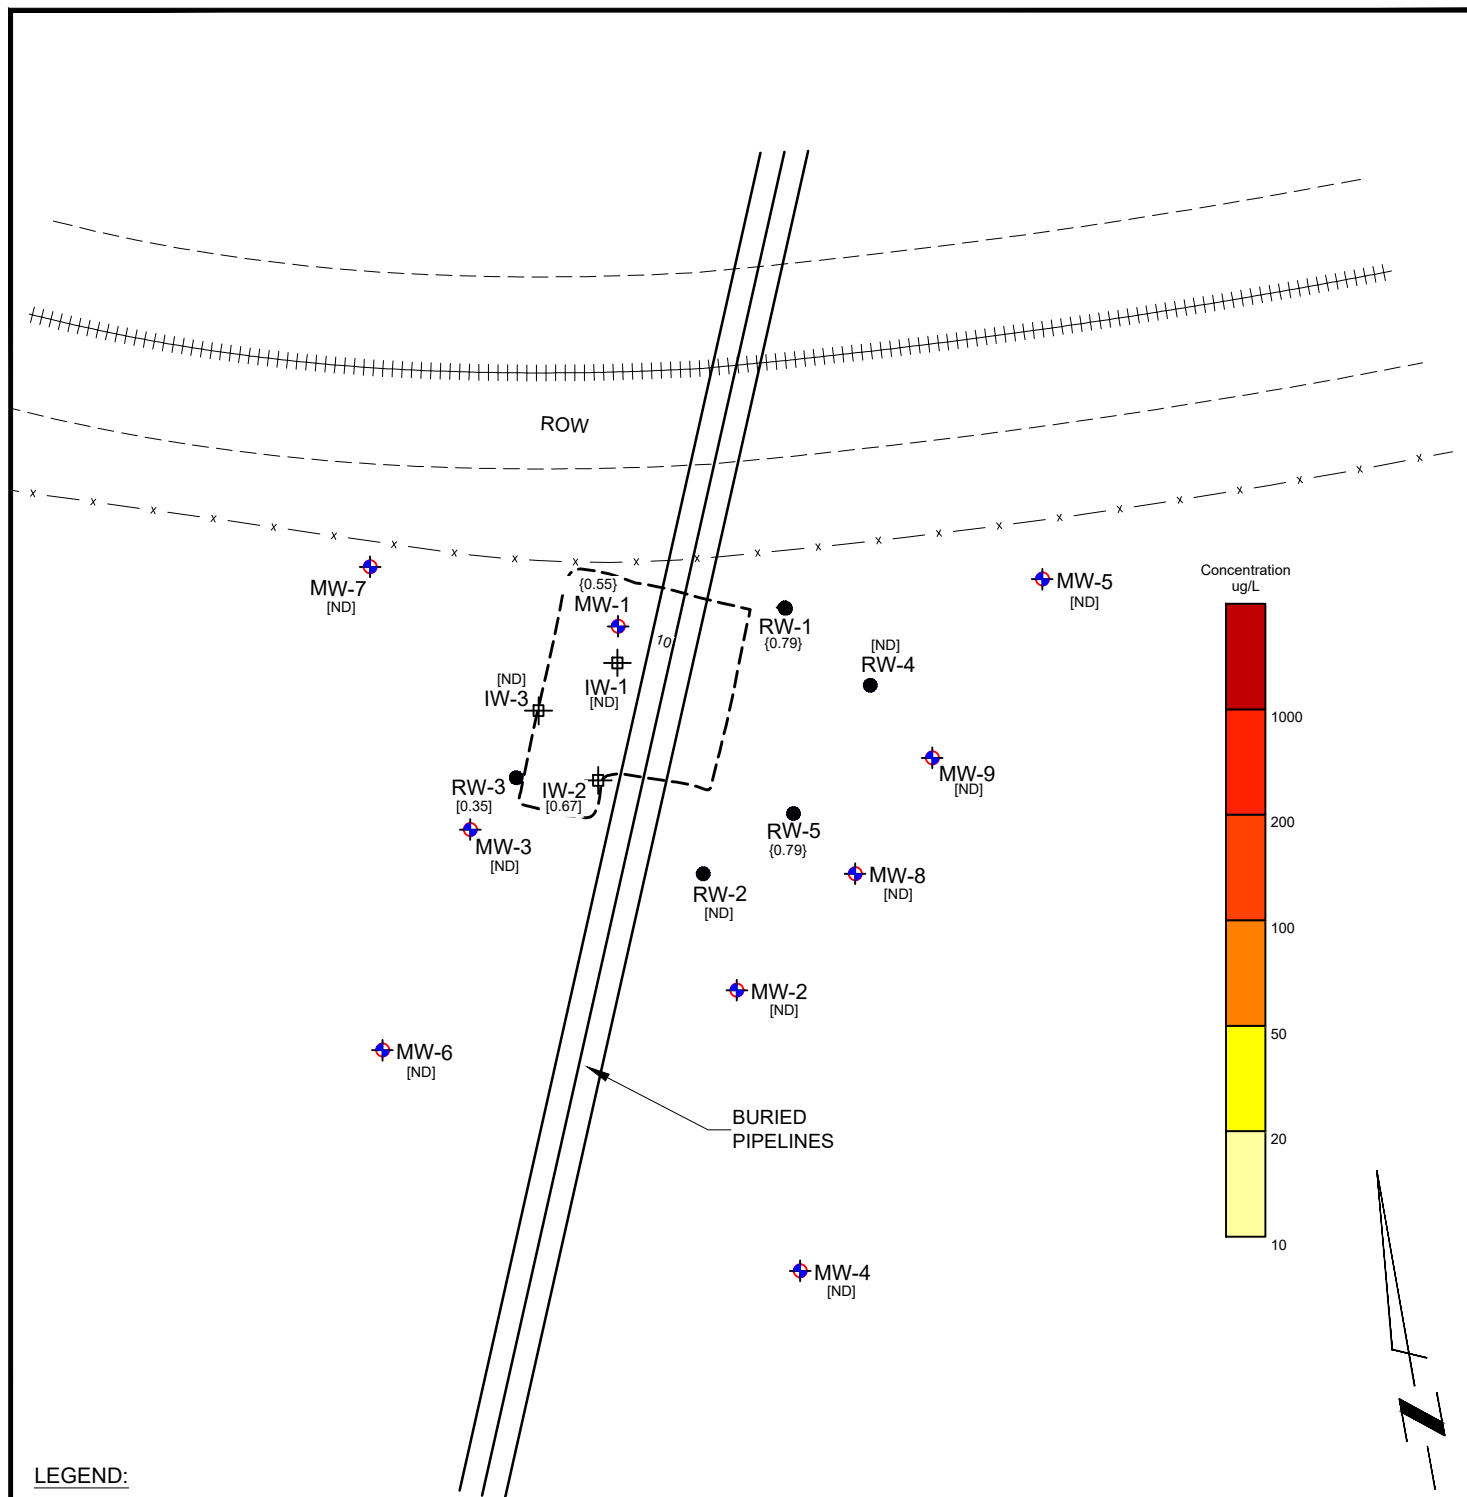 ROW
MW-7
[ND]
{0.55}
MW-1
10'
IW-1
[ND]
[ND]
IW-3
RW-3
[0.35]
IW-2
[0.67]
MW-3
[ND]
RW-1
{0.79}
[ND]
RW-4
MW-5
[ND]
MW-9
[ND]
RW-5
{0.79}
MW-8
[ND]
RW-2
[ND]
MW-2
[ND]
MW-6
[ND]
BURIED
PIPELINES
MW-4
[ND]
Concentration
ug/L
1000
200
100
50
20
10
N
LEGEND: